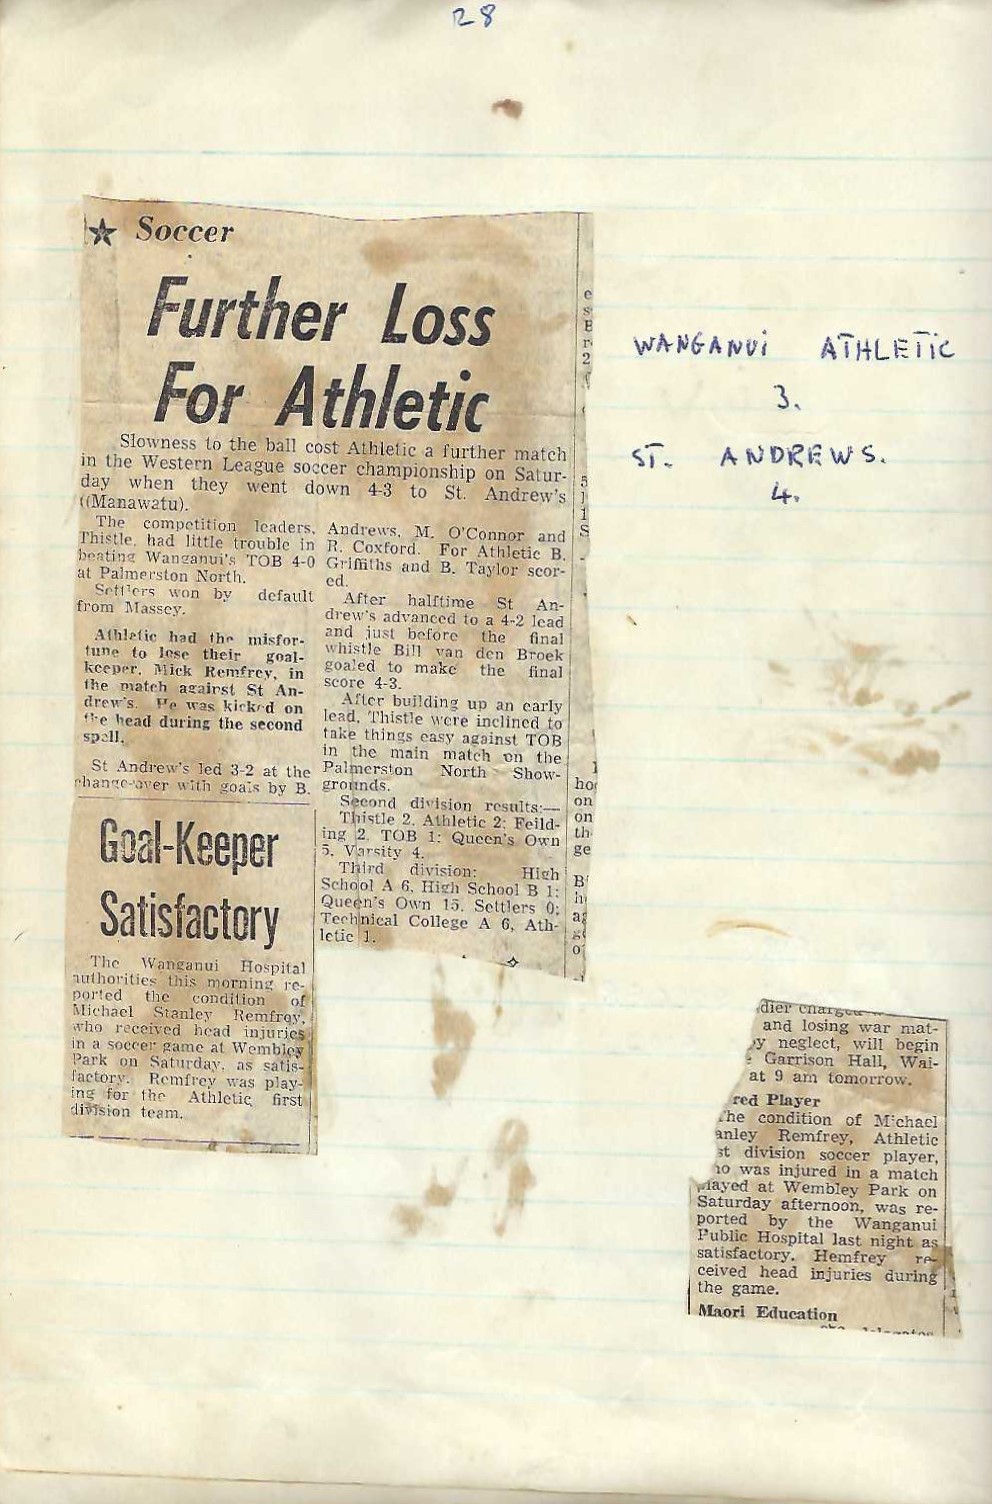 28
★ Soccer
Further Loss
For Athletic
Slowness to the ball cost Athletic a further match
in the Western League soccer championship on Satur-
day when they went down 4-3 to St. Andrew's
((Manawatu).
The competition leaders,
Thistle, had little trouble in
beating Wanganui's TOB 4-0
at Palmerston North.
Settlers won by default
from Massey.
Athletic had the misfor-
tune to lose their goal-
keeper, Mick Remfrey, in
the match against St An-
drew's. He was kicked on
the head during the second
spell.
St Andrew's led 3-2 at the
change-over with goals by B.
Andrews, M. O'Connor and
R. Coxford. For Athletic B.
Griffiths and B. Taylor scor-
ed.
After halftime St An-
drew's advanced to a 4-2 lead
and just before the final
whistle Bill van den Broek
goaled to make the final
score 4-3.
After building up an early
lead, Thistle were inclined to
take things easy against TOB
in the main match on the
Palmerston North Show-
grounds.
Second division results:—
Thistle 2, Athletic 2; Feild-
ing 2, TOB 1; Queen's Own
5, Varsity 4.
Third division: High
School A 6, High School B 1;
Queen's Own 15, Settlers 0;
Technical College A 6, Ath-
letic 1.
Goal-Keeper
Satisfactory
The Wanganui Hospital
authorities this morning re-
ported the condition of
Michael Stanley Remfrey,
who received head injuries
in a soccer game at Wembley
Park on Saturday, as satis-
factory. Remfrey was play-
ing for the Athletic first
division team.
WANGANUI ATHLETIC
3.
ST. ANDREWS.
4.
ho
on
on
th
ge
dier charged
and losing war mat-
y neglect, will begin
Garrison Hall, Wai-
at 9 am tomorrow.
red Player
The condition of Michael
anley Remfrey, Athletic
st division soccer player,
ho was injured in a match
played at Wembley Park on
Saturday afternoon, was re-
ported by the Wanganui
Public Hospital last night as
satisfactory. Hemfrey re-
ceived head injuries during
the game.
Maori Education